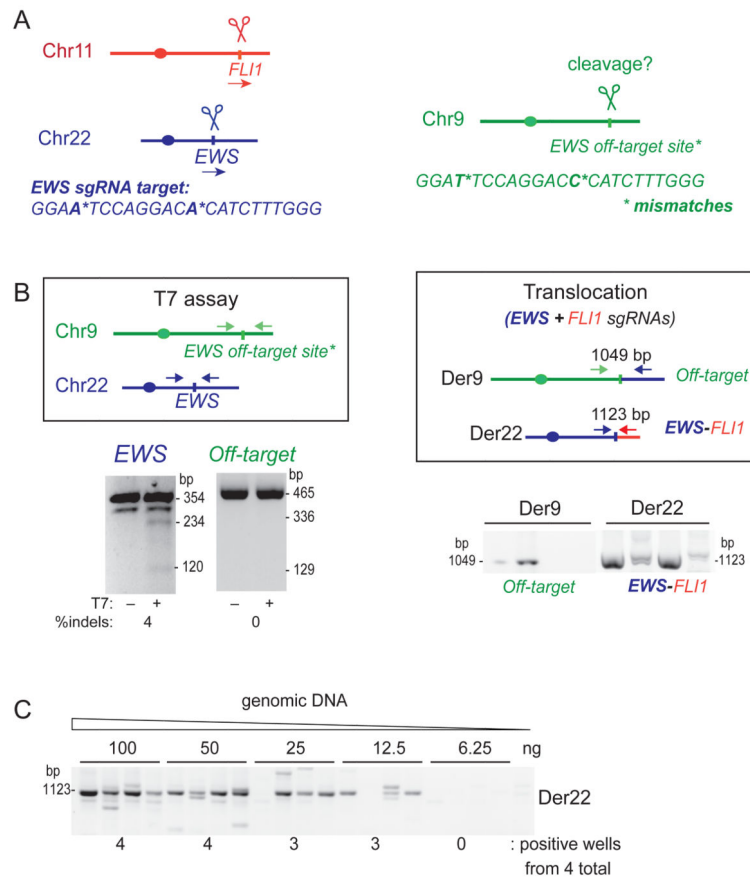 A
Chr11
FLI1
Chr22
EWS
EWS sgRNA target:
GGAA*TCCAGGACA*CATCTTTGGG
cleavage?
Chr9
EWS off-target site*
GGAT*TCCAGGACC*CATCTTTGGG
* mismatches
B
T7 assay
Chr9
EWS off-target site*
Chr22
EWS
EWS
Off-target
bp
354
234
120
bp
465
336
129
T7: – + – +
%indels: 4 0
Translocation
(EWS + FLI1 sgRNAs)
1049 bp
Der9
Off-target
1123 bp
Der22
EWS-FLI1
Der9
Der22
bp
1049 -
bp
-1123
Off-target
EWS-FLI1
C
genomic DNA
100 50 25 12.5 6.25 ng
bp
1123-
Der22
4 4 3 3 0 : positive wells
from 4 total